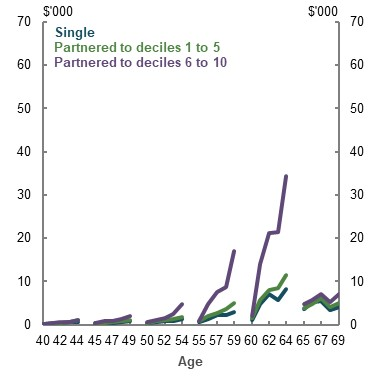 $'000 $'000
70 70
Single
Partnered to deciles 1 to 5
Partnered to deciles 6 to 10
60 60
50 50
40 40
30 30
20 20
10 10
0 0
40 42 44 45 47 49 50 52 54 55 57 59 60 62 64 65 67 69
Age